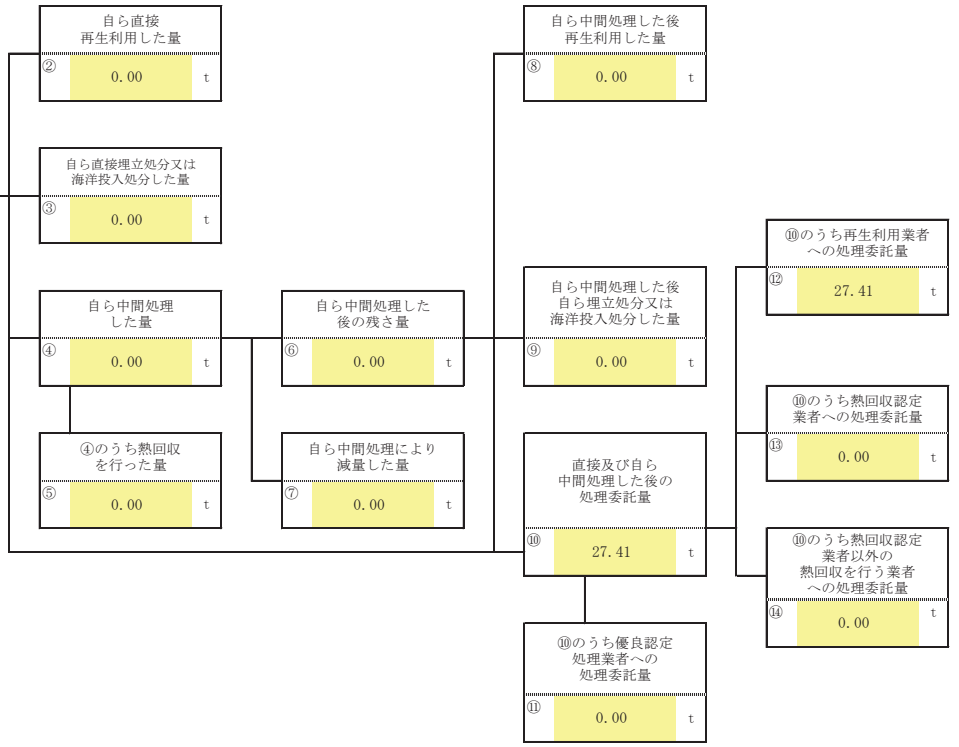 自ら直接
再生利用した量
② 0.00 t
自ら直接埋立処分又は
海洋投入処分した量
③ 0.00 t
自ら中間処理
した量
④ 0.00 t
④のうち熱回収
を行った量
⑤ 0.00 t
自ら中間処理した
後の残さ量
⑥ 0.00 t
自ら中間処理により
減量した量
⑦ 0.00 t
自ら中間処理した後
再生利用した量
⑧ 0.00 t
自ら中間処理した後
自ら埋立処分又は
海洋投入処分した量
⑨ 0.00 t
直接及び自ら
中間処理した後の
処理委託量
⑩ 27.41 t
⑩のうち優良認定
処理業者への
処理委託量
⑪ 0.00 t
⑩のうち再生利用業者
への処理委託量
⑫ 27.41 t
⑩のうち熱回収認定
業者への処理委託量
⑬ 0.00 t
⑩のうち熱回収認定
業者以外の
熱回収を行う業者
への処理委託量
⑭ 0.00 t